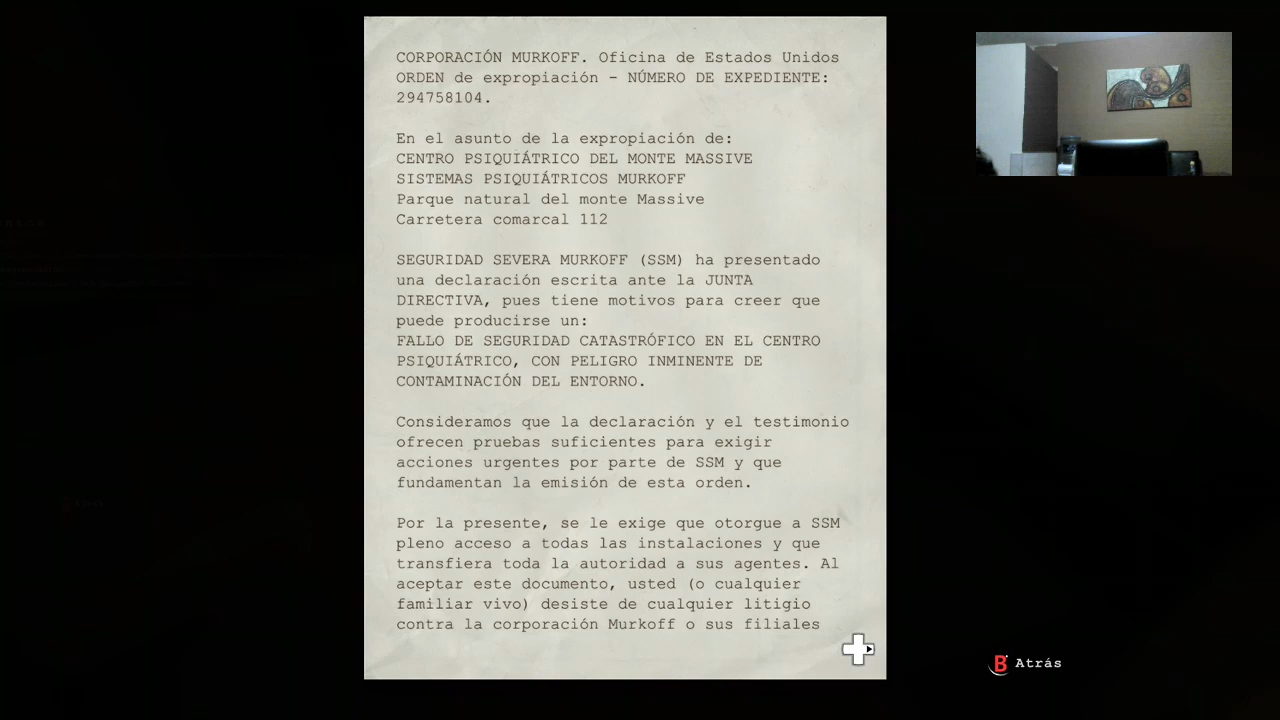 CORPORACIÓN MURKOFF. Oficina de Estados Unidos
ORDEN de expropiación - NÚMERO DE EXPEDIENTE:
294758104.
En el asunto de la expropiación de:
CENTRO PSIQUIÁTRICO DEL MONTE MASSIVE
SISTEMAS PSIQUIÁTRICOS MURKOFF
Parque natural del monte Massive
Carretera comarcal 112
SEGURIDAD SEVERA MURKOFF (SSM) ha presentado
una declaración escrita ante la JUNTA
DIRECTIVA, pues tiene motivos para creer que
puede producirse un:
FALLO DE SEGURIDAD CATASTRÓFICO EN EL CENTRO
PSIQUIÁTRICO, CON PELIGRO INMINENTE DE
CONTAMINACIÓN DEL ENTORNO.
Consideramos que la declaración y el testimonio
ofrecen pruebas suficientes para exigir
acciones urgentes por parte de SSM y que
fundamentan la emisión de esta orden.
Por la presente, se le exige que otorgue a SSM
pleno acceso a todas las instalaciones y que
transfiera toda la autoridad a sus agentes. Al
aceptar este documento, usted (o cualquier
familiar vivo) desiste de cualquier litigio
contra la corporación Murkoff o sus filiales
B Atrás